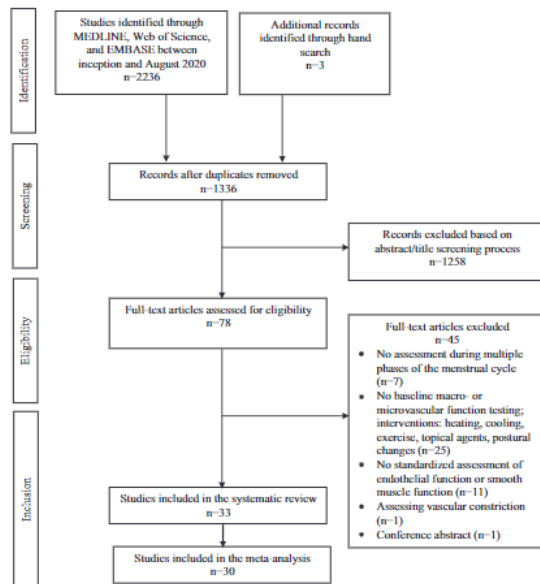 Studies identified through
MEDLINE, Web of Science,
and EMBASE between
inception and August 2020
n=2236
Additional records
identified through hand
search
n=3
Identification
Records after duplicates removed
n=1336
Screening
Records excluded based on
abstract/title screening process
n=1258
Full-text articles assessed for eligibility
n=78
Eligibility
Full-text articles excluded
n=45
• No assessment during multiple
phases of the menstrual cycle
(n=7)
• No baseline macro- or
microvascular function testing;
interventions: heating, cooling,
exercise, topical agents, postural
changes (n=25)
• No standardized assessment of
endothelial function or smooth
muscle function (n=11)
• Assessing vascular constriction
(n=1)
• Conference abstract (n=1)
Inclusion
Studies included in the systematic review
n=33
Studies included in the meta-analysis
n=30